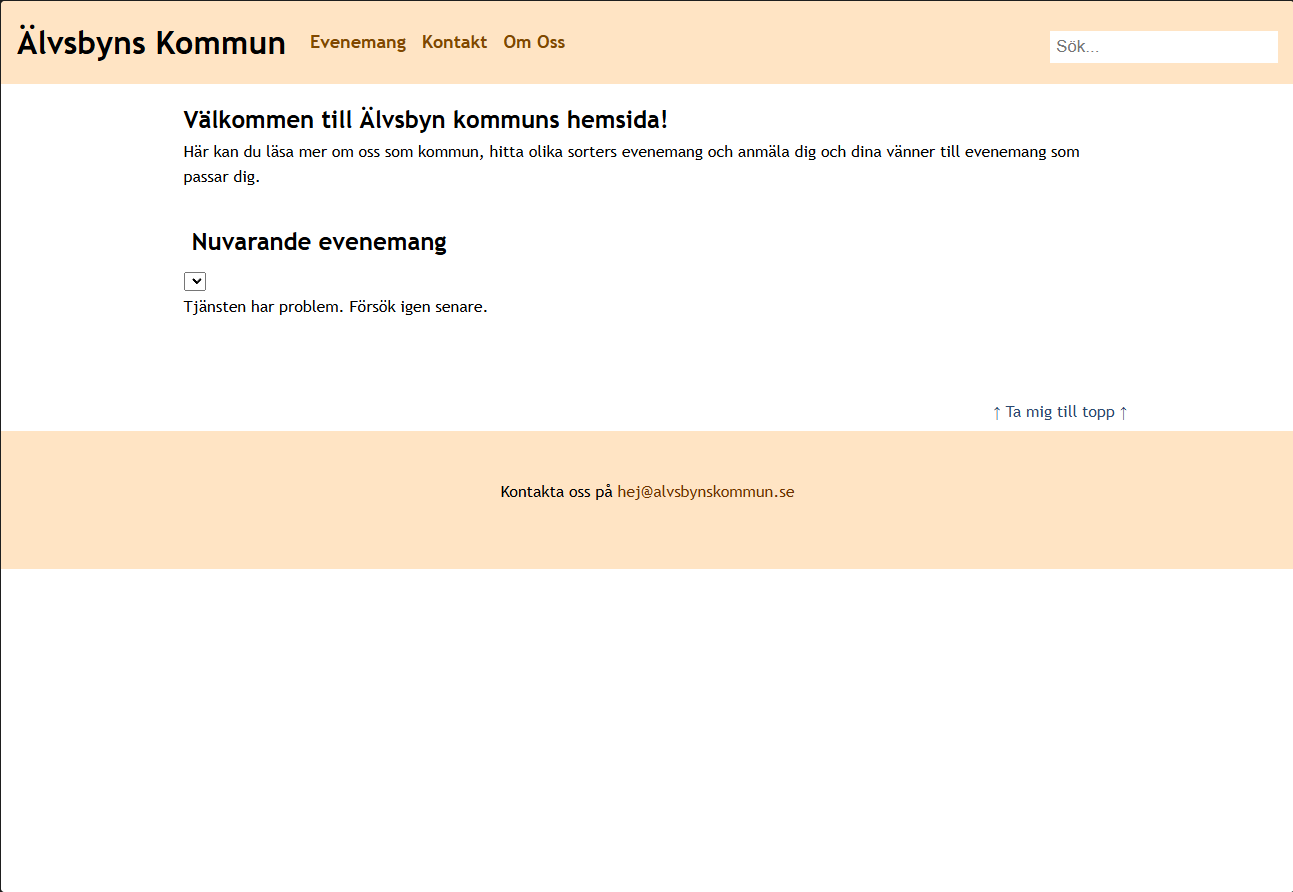 Älvsbyns Kommun
Evenemang Kontakt Om Oss
Sök...
Välkommen till Älvsbyn kommuns hemsida!
Här kan du läsa mer om oss som kommun, hitta olika sorters evenemang och anmäla dig och dina vänner till evenemang som
passar dig.
Nuvarande evenemang
Tjänsten har problem. Försök igen senare.
↑ Ta mig till topp ↑
Kontakta oss på hej@alvsbynskommun.se